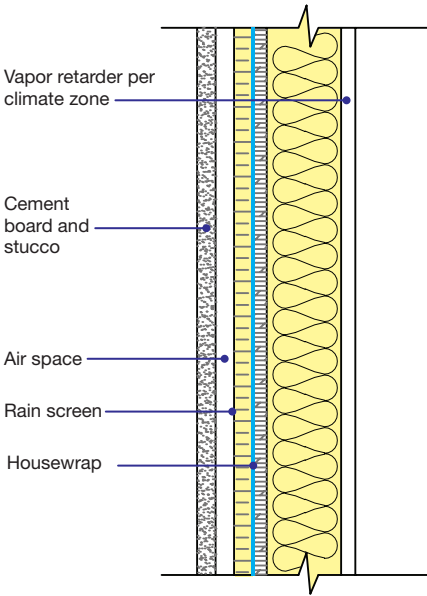 Vapor retarder per
climate zone
Cement
board and
stucco
Air space
Rain screen
Housewrap